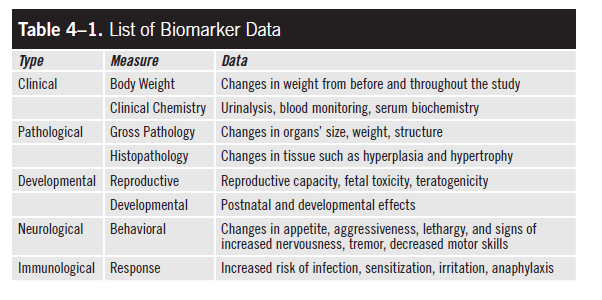 Table 4–1. List of Biomarker Data
Type Measure Data
Clinical Body Weight Changes in weight from before and throughout the study
Clinical Chemistry Urinalysis, blood monitoring, serum biochemistry
Pathological Gross Pathology Changes in organs' size, weight, structure
Histopathology Changes in tissue such as hyperplasia and hypertrophy
Developmental Reproductive Reproductive capacity, fetal toxicity, teratogenicity
Developmental Postnatal and developmental effects
Neurological Behavioral Changes in appetite, aggressiveness, lethargy, and signs of
increased nervousness, tremor, decreased motor skills
Immunological Response Increased risk of infection, sensitization, irritation, anaphylaxis